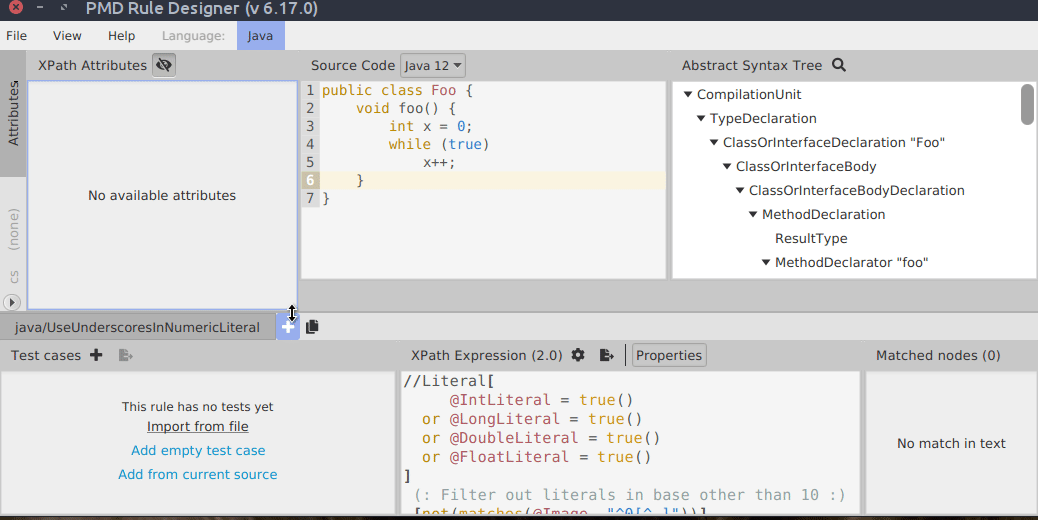 PMD Rule Designer (v 6.17.0)
File View Help Language: Java
XPath Attributes
Source Code Java 12
Abstract Syntax Tree
Attributes
(none)
cs
No available attributes
1 public class Foo {
2     void foo() {
3         int x = 0;
4         while (true)
5             x++;
6     }
7 }
CompilationUnit
TypeDeclaration
ClassOrInterfaceDeclaration "Foo"
ClassOrInterfaceBody
ClassOrInterfaceBodyDeclaration
MethodDeclaration
ResultType
MethodDeclarator "foo"
java/UseUnderscoresInNumericLiteral
Test cases
This rule has no tests yet
Import from file
Add empty test case
Add from current source
XPath Expression (2.0) Properties
//Literal[
     @IntLiteral = true()
  or @LongLiteral = true()
  or @DoubleLiteral = true()
  or @FloatLiteral = true()
]
 (: Filter out literals in base other than 10 :)
 [not(matches(@Image, "^0[^.]"))]
Matched nodes (0)
No match in text